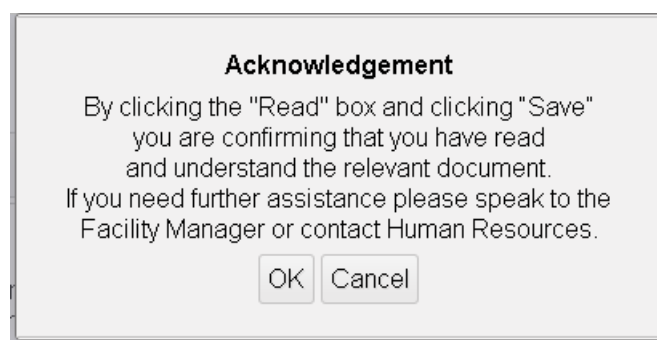 Acknowledgement
By clicking the "Read" box and clicking "Save"
you are confirming that you have read
and understand the relevant document.
If you need further assistance please speak to the
Facility Manager or contact Human Resources.
OK Cancel